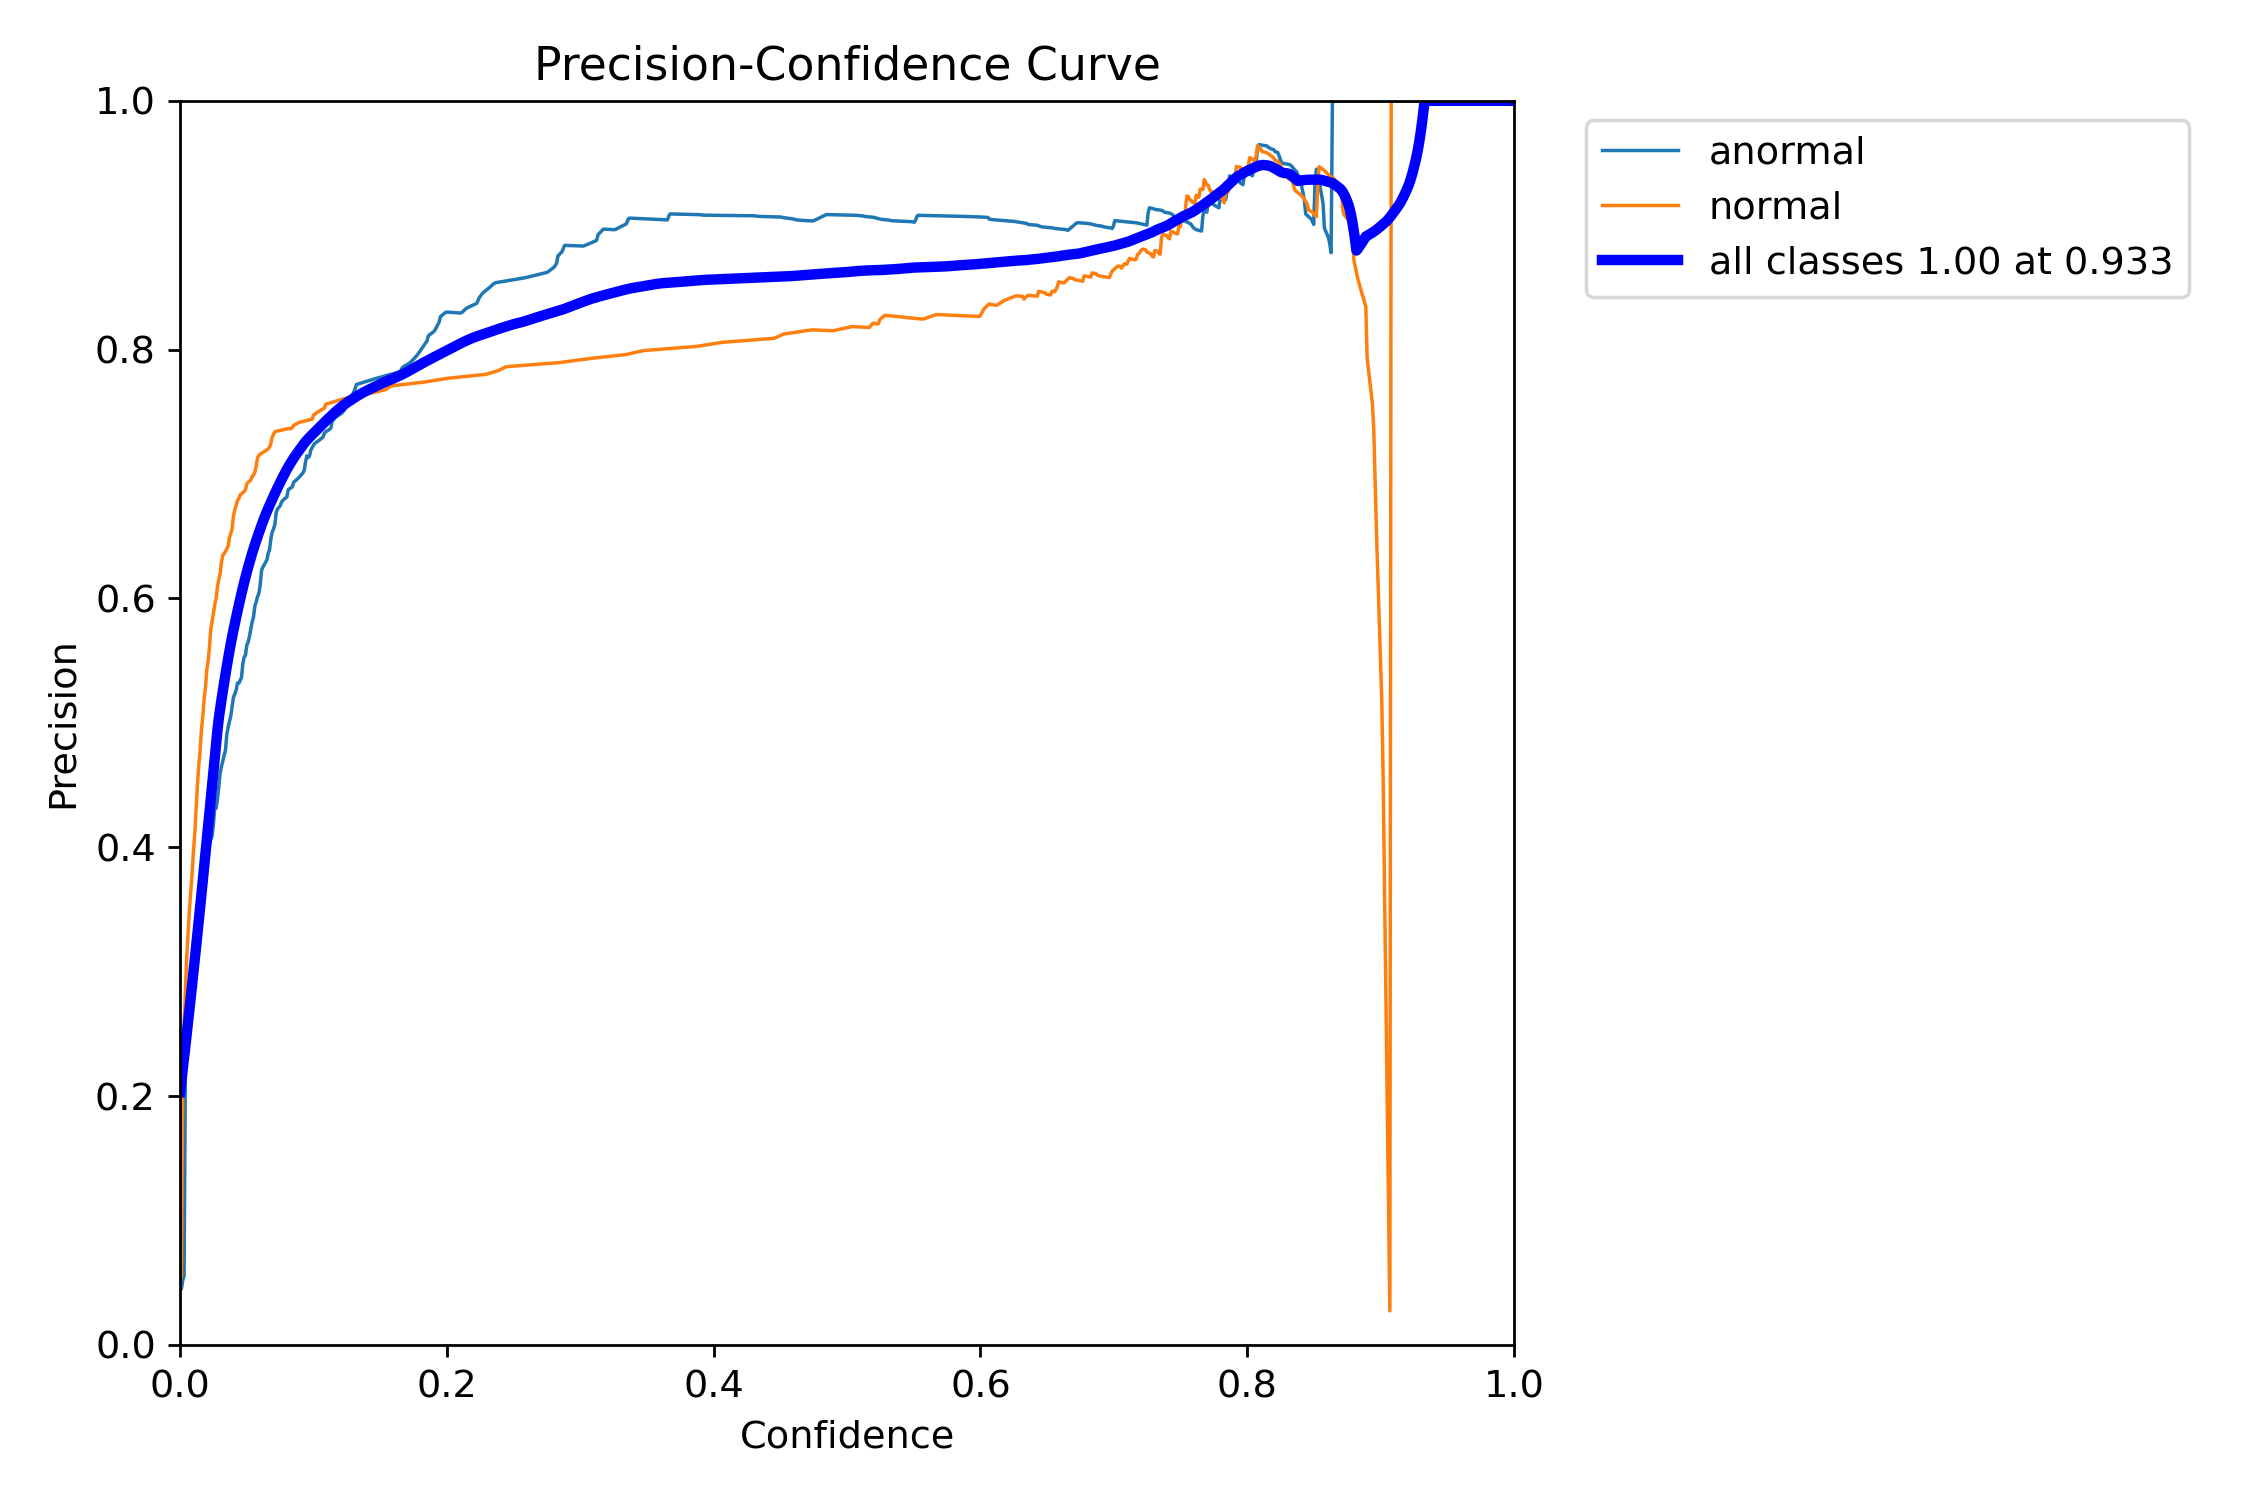 Precision-Confidence Curve
1.0
0.8
0.6
0.4
0.2
0.0
Precision
0.0 0.2 0.4 0.6 0.8 1.0
Confidence
anormal
normal
all classes 1.00 at 0.933